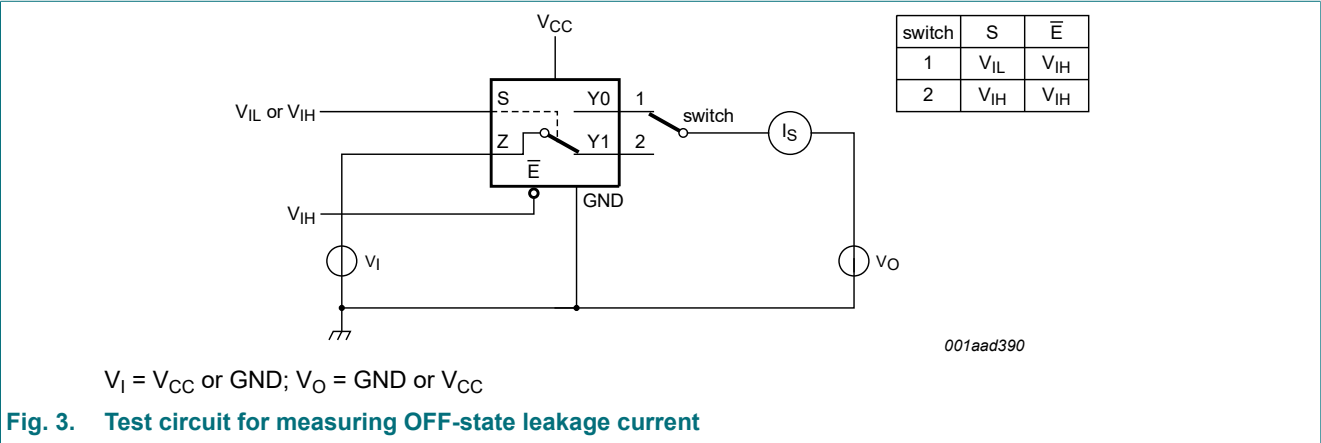 VCC
switch S E̅
1 VIL VIH
2 VIH VIH
VIL or VIH S Y0 1 switch
IS
Z Y1 2
E̅
GND
VIH
VI VO
001aad390
VI = VCC or GND; VO = GND or VCC
Fig. 3. Test circuit for measuring OFF-state leakage current